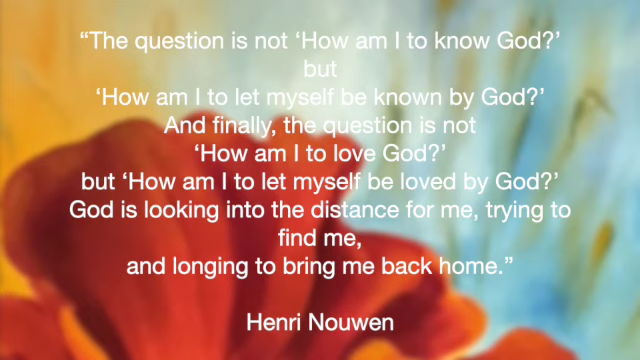 “The question is not ‘How am I to know God?’
but
‘How am I to let myself be known by God?’
And finally, the question is not
‘How am I to love God?’
but ‘How am I to let myself be loved by God?’
God is looking into the distance for me, trying to
find me,
and longing to bring me back home.”
Henri Nouwen